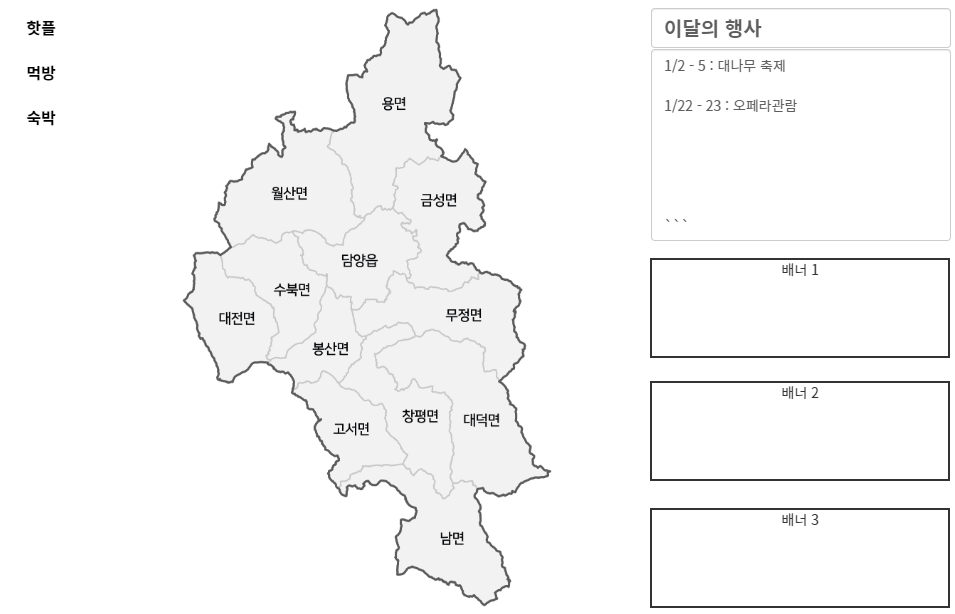 핫플
먹방
숙박
용면
월산면
금성면
담양읍
수북면
대전면
무정면
봉산면
고서면
창평면
대덕면
남면
이달의 행사
1/2 - 5 : 대나무 축제
1/22 - 23 : 오페라관람
```
배너 1
배너 2
배너 3